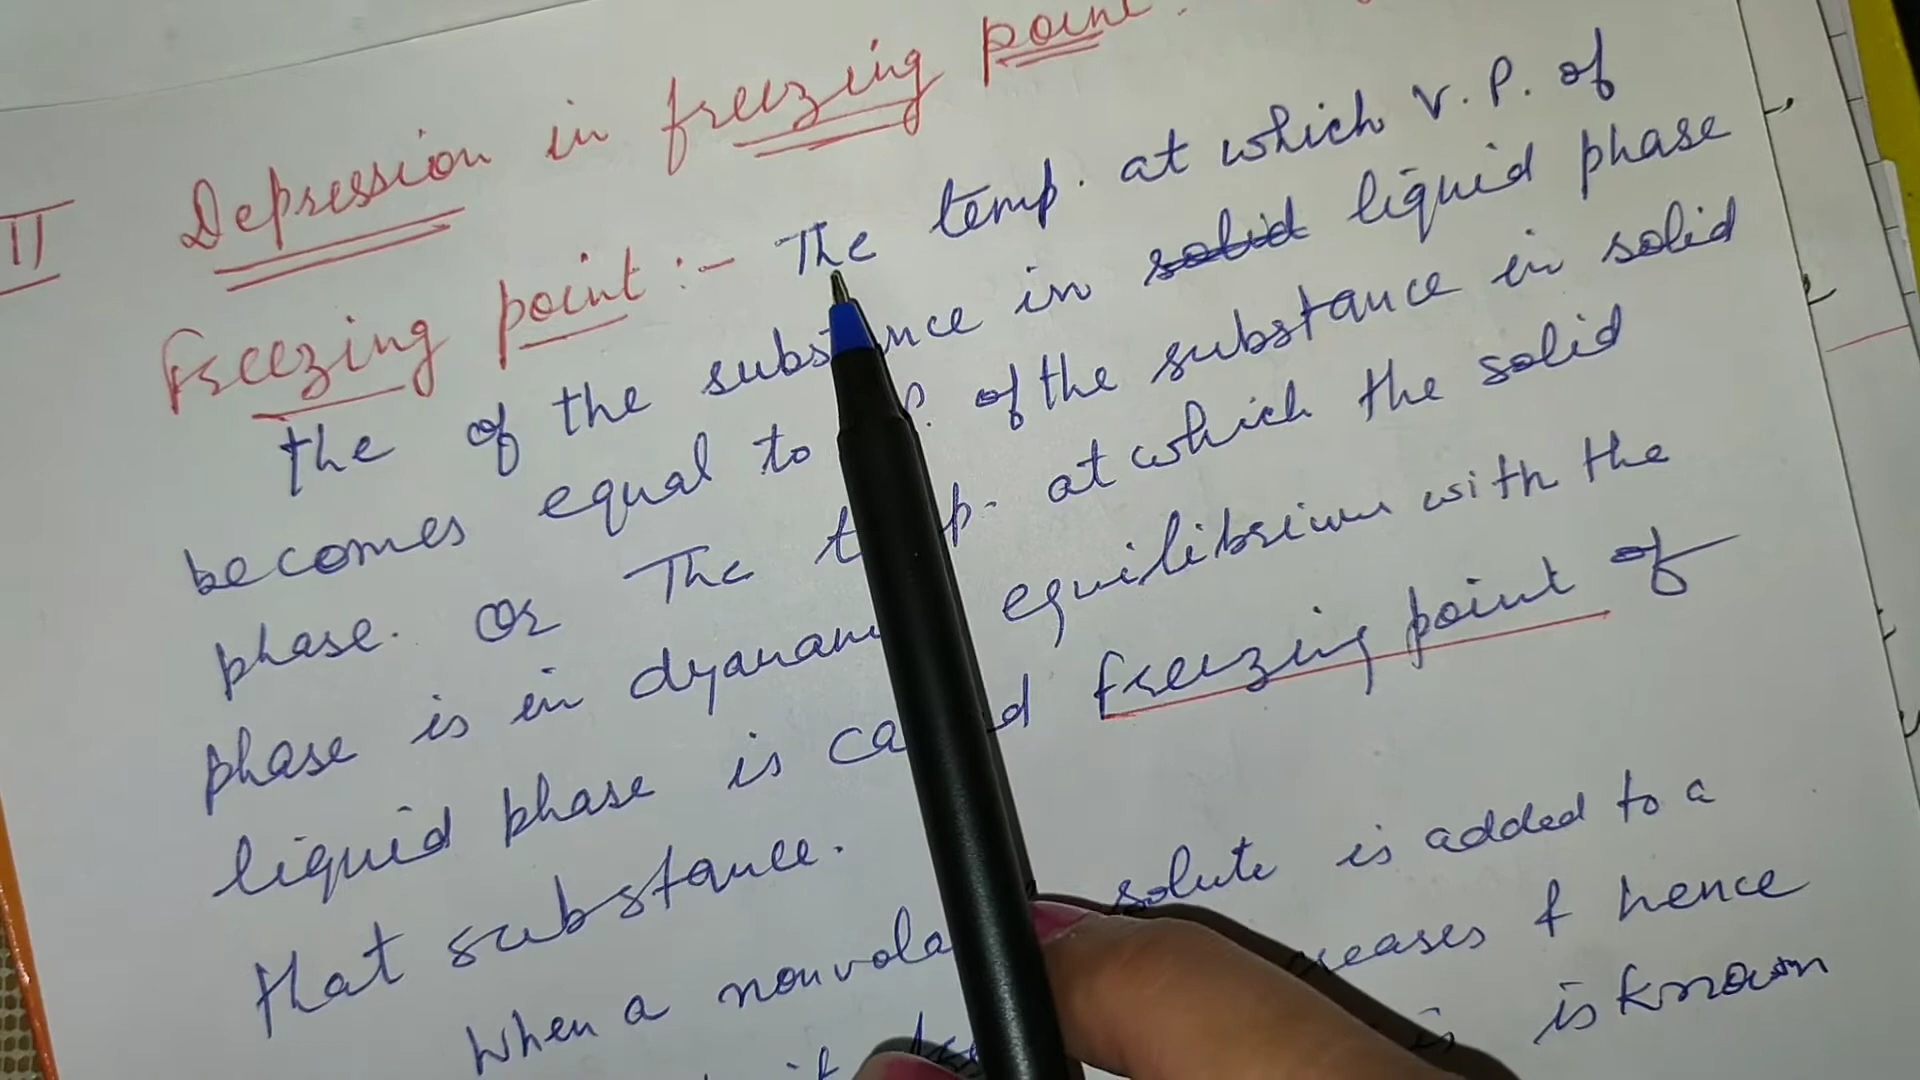 II Depression in freezing point.
Freezing point :- The temp. at which V.P. of
the of the substance in solid liquid phase
becomes equal to P. of the substance in solid
phase. Or The p. at which the solid
phase is in equilibrium with the
liquid phase is freezing point of
that substance.
When a solute is added to a
& hence
is known